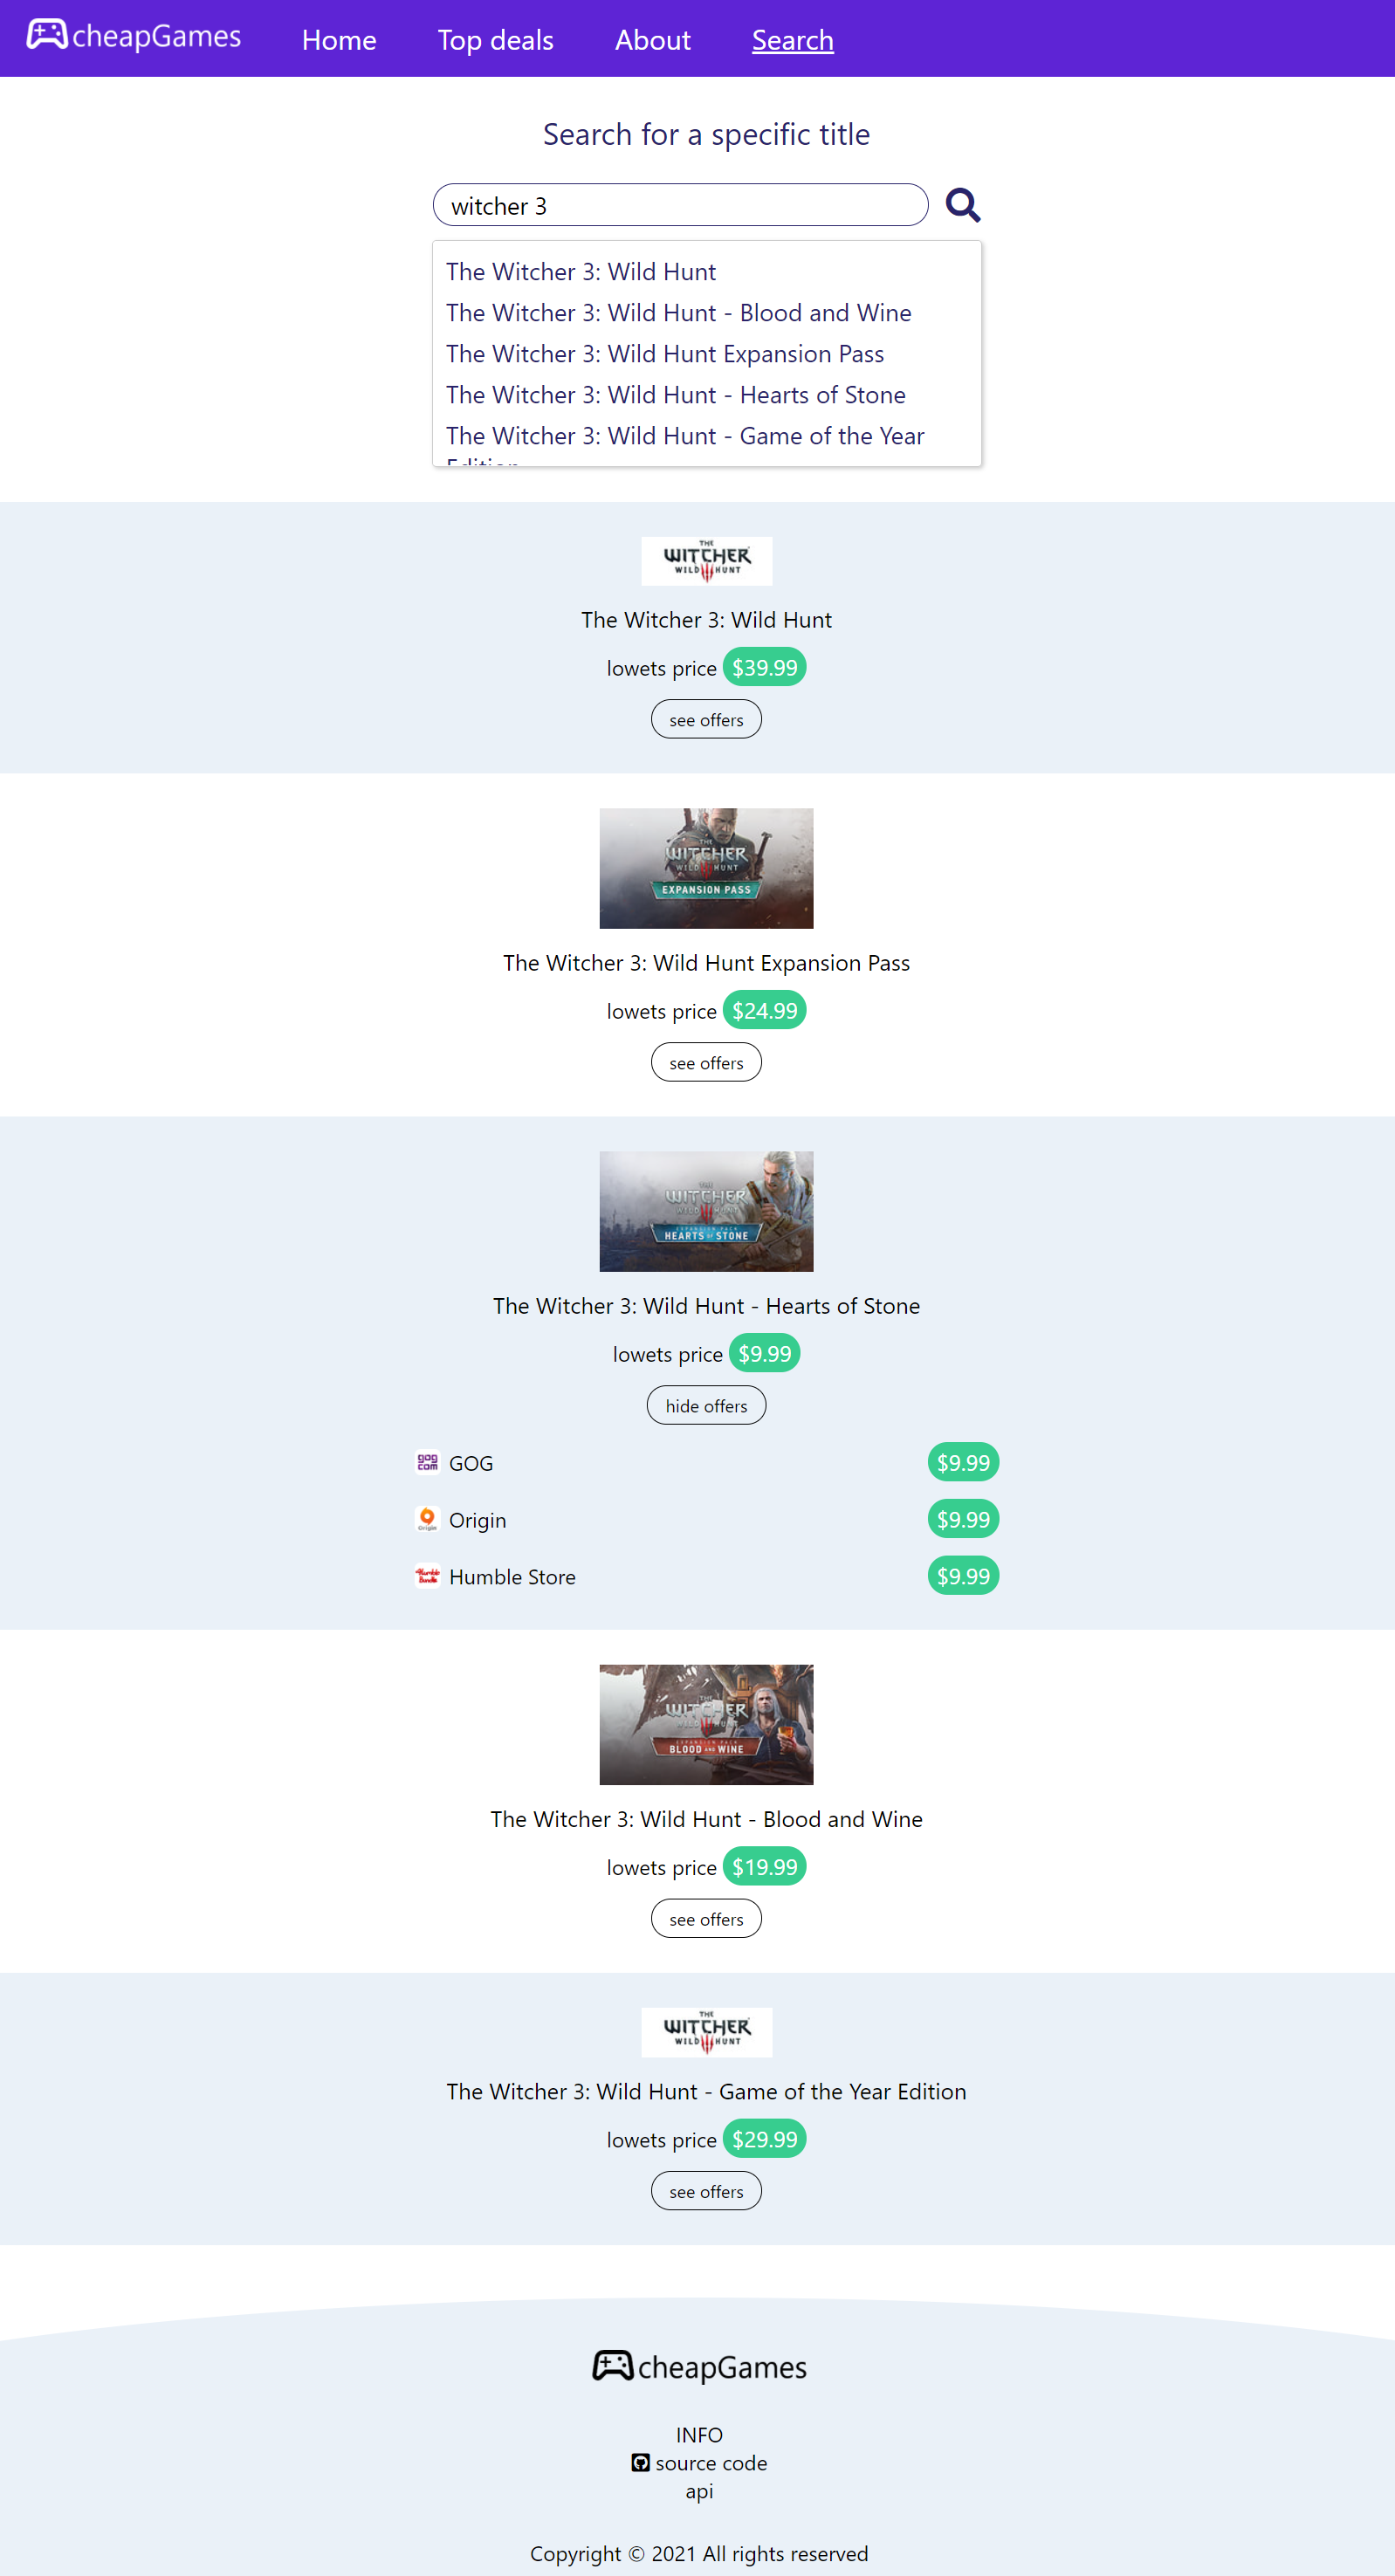 cheapGames Home Top deals About Search
Search for a specific title
witcher 3
The Witcher 3: Wild Hunt
The Witcher 3: Wild Hunt - Blood and Wine
The Witcher 3: Wild Hunt Expansion Pass
The Witcher 3: Wild Hunt - Hearts of Stone
The Witcher 3: Wild Hunt - Game of the Year
Edition
THE
WITCHER
WILD HUNT
The Witcher 3: Wild Hunt
lowets price $39.99
see offers
THE
WITCHER
WILD HUNT
EXPANSION PASS
The Witcher 3: Wild Hunt Expansion Pass
lowets price $24.99
see offers
THE
WITCHER
WILD HUNT
EXPANSION PACK
HEARTS OF STONE
The Witcher 3: Wild Hunt - Hearts of Stone
lowets price $9.99
hide offers
gog
com
GOG $9.99
Origin
Origin $9.99
Humble
Bundle
Humble Store $9.99
THE
WITCHER
WILD HUNT
EXPANSION PACK
BLOOD AND WINE
The Witcher 3: Wild Hunt - Blood and Wine
lowets price $19.99
see offers
THE
WITCHER
WILD HUNT
The Witcher 3: Wild Hunt - Game of the Year Edition
lowets price $29.99
see offers
cheapGames
INFO
source code
api
Copyright © 2021 All rights reserved